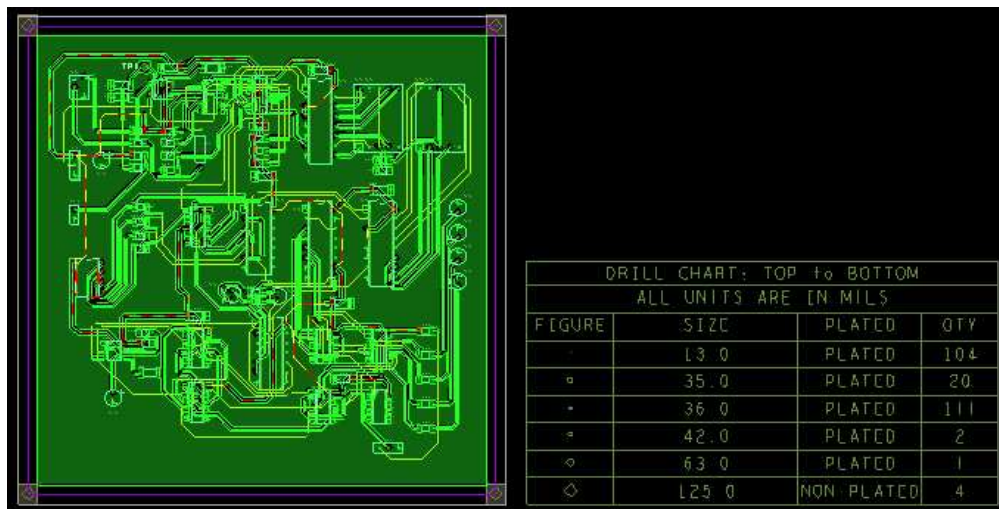 TP1
DRILL CHART: TOP to BOTTOM
ALL UNITS ARE IN MILS
FIGURE SIZE PLATED QTY
13.0 PLATED 104
35.0 PLATED 20
36.0 PLATED 111
42.0 PLATED 2
63.0 PLATED 1
125.0 NON-PLATED 4